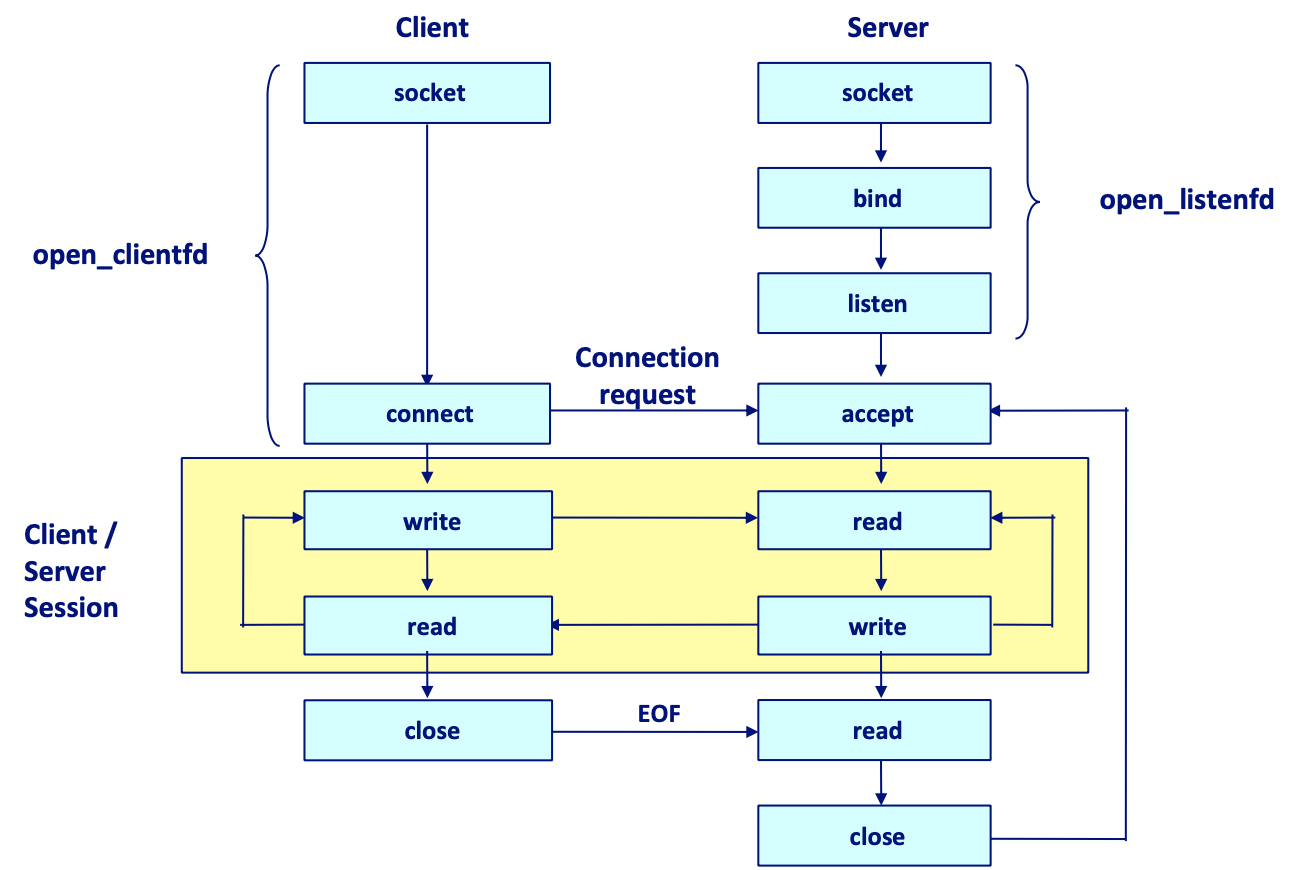 Client
Server
socket
socket
bind
open_listenfd
open_clientfd
listen
Connection
request
connect
accept
write
read
Client /
Server
Session
read
write
close
EOF
read
close